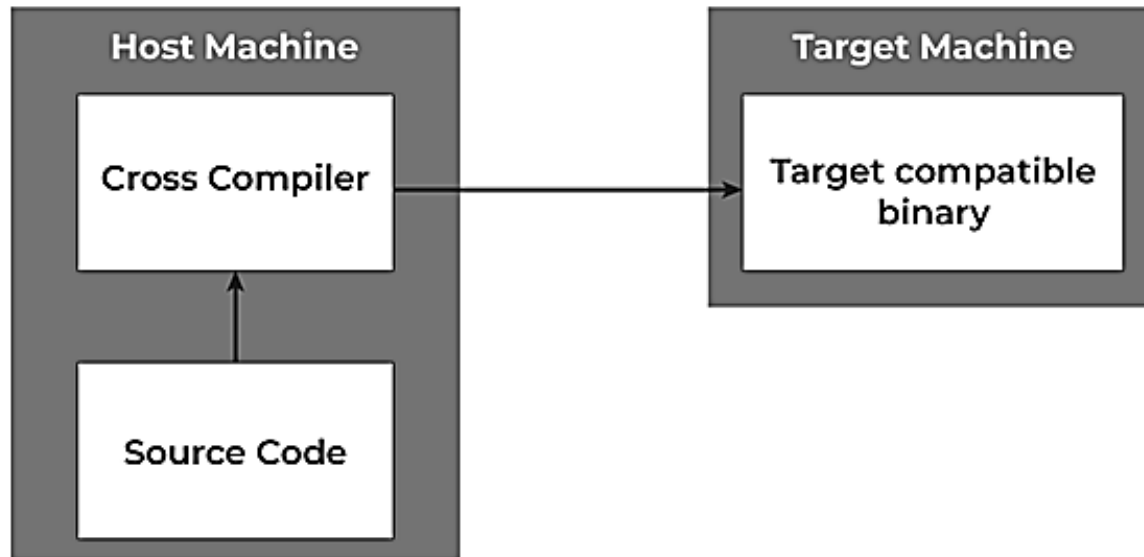 Host Machine
Target Machine
Cross Compiler
Target compatible
binary
Source Code